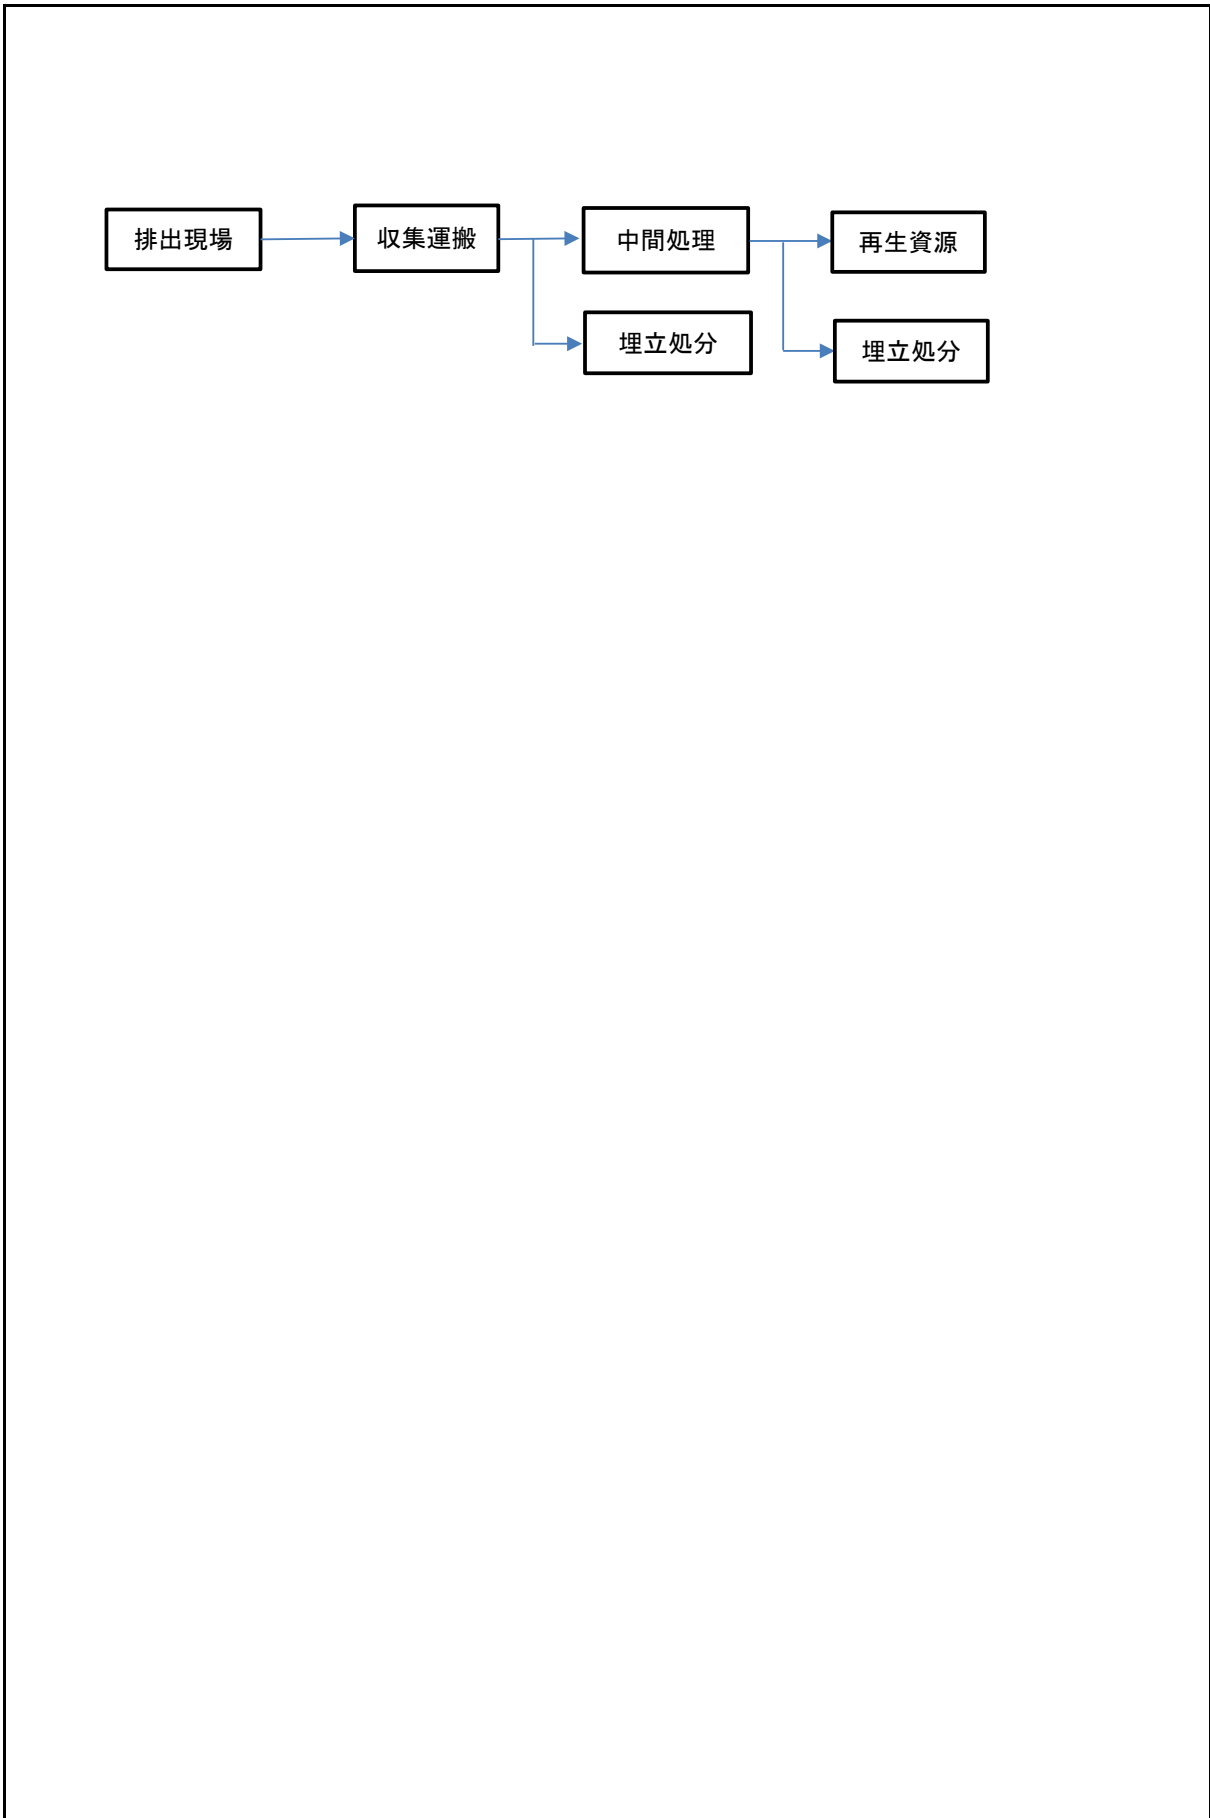 排出現場
収集運搬
中間処理
再生資源
埋立処分
埋立処分